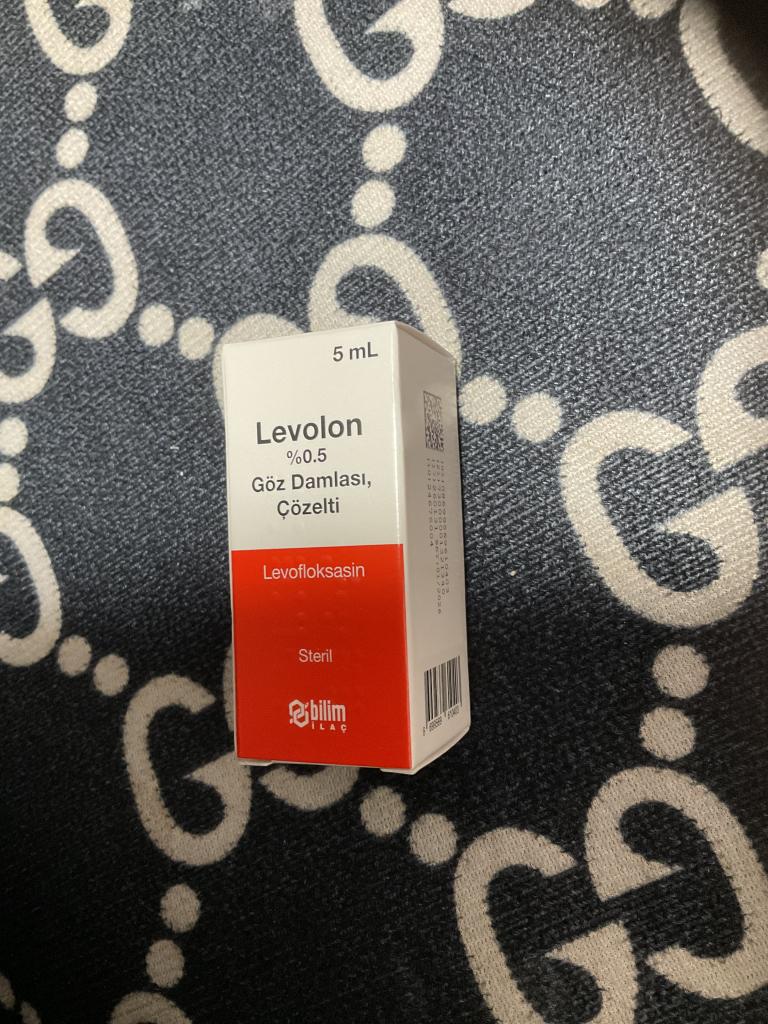 5 mL
Levolon
%0.5
Göz Damlası,
Çözelti
Levofloksasin
Steril
bilim
İLAÇ